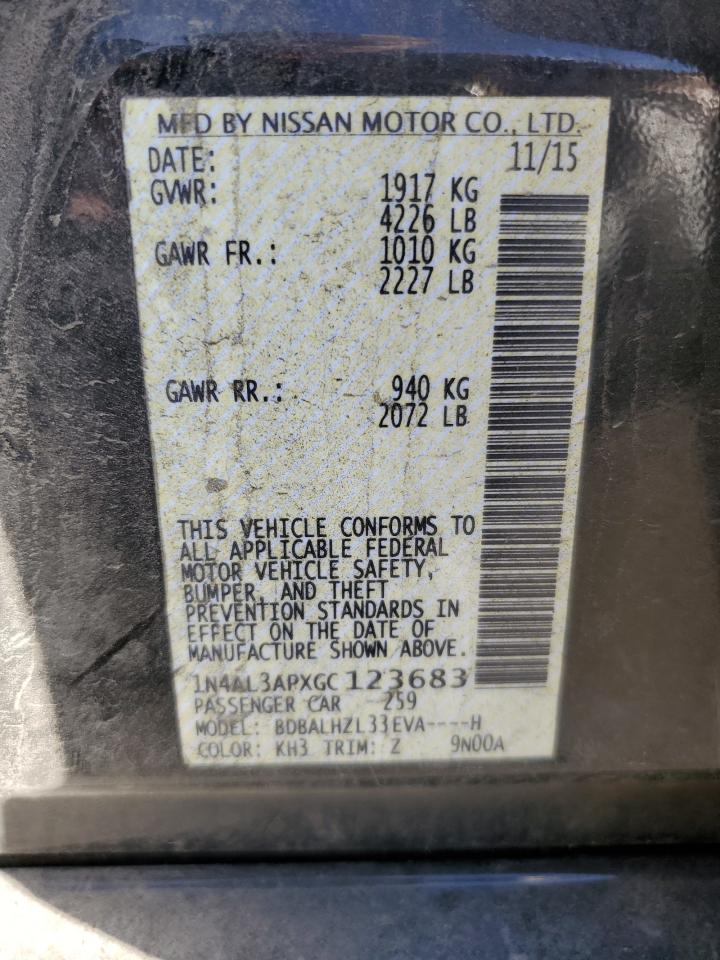 MFD BY NISSAN MOTOR CO., LTD.
DATE: 11/15
GVWR: 1917 KG
4226 LB
GAWR FR.: 1010 KG
2227 LB
GAWR RR.: 940 KG
2072 LB
THIS VEHICLE CONFORMS TO
ALL APPLICABLE FEDERAL
MOTOR VEHICLE SAFETY,
BUMPER, AND THEFT
PREVENTION STANDARDS IN
EFFECT ON THE DATE OF
MANUFACTURE SHOWN ABOVE.
1N4AL3APXGC 123683
PASSENGER CAR 259
MODEL: BDBALHZL33EVA----H
COLOR: KH3 TRIM: Z 9N00A